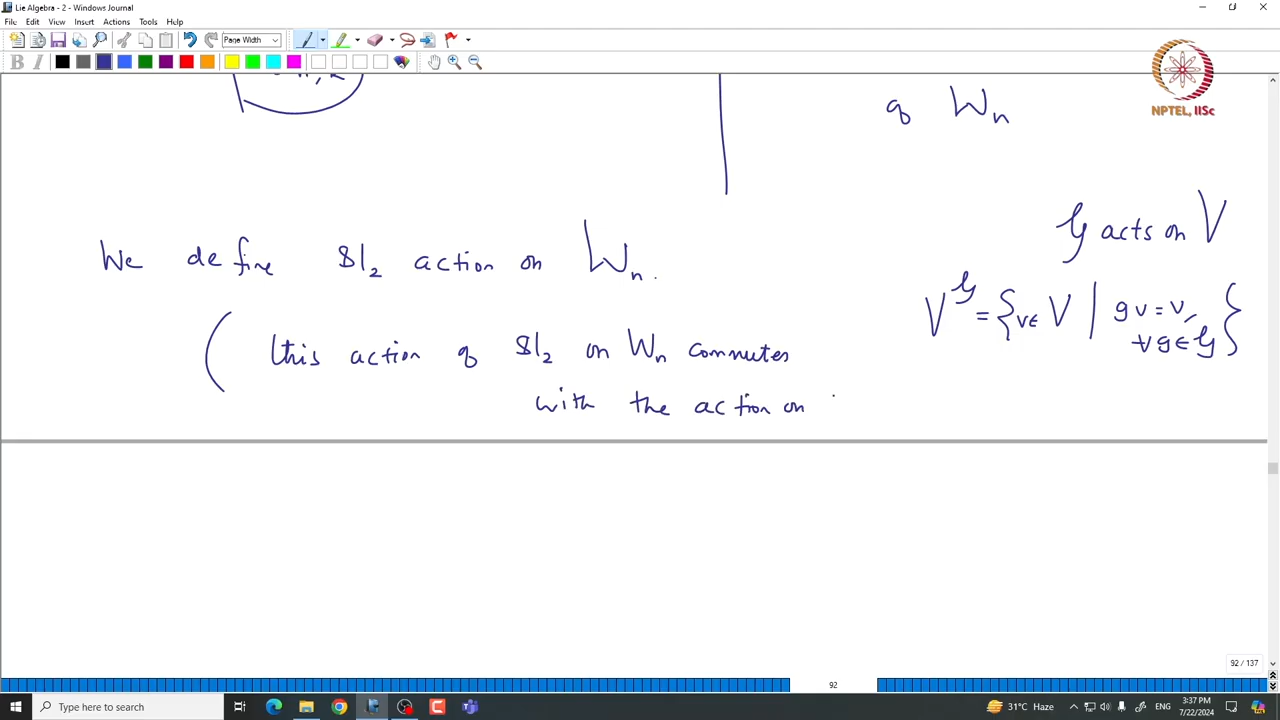 Lie Algebra - 2 - Windows Journal
File Edit View Insert Actions Tools Help
Page Width
B I
NPTEL, IISc
of W_n
G acts on V
We define Sl_2 action on W_n.
V^G = {v ∈ V | gv = v, ∀ g ∈ G}
(this action of Sl_2 on W_n commutes
with the action on
92 / 137
92
Type here to search
31°C Haze
ENG
3:37 PM
7/22/2024